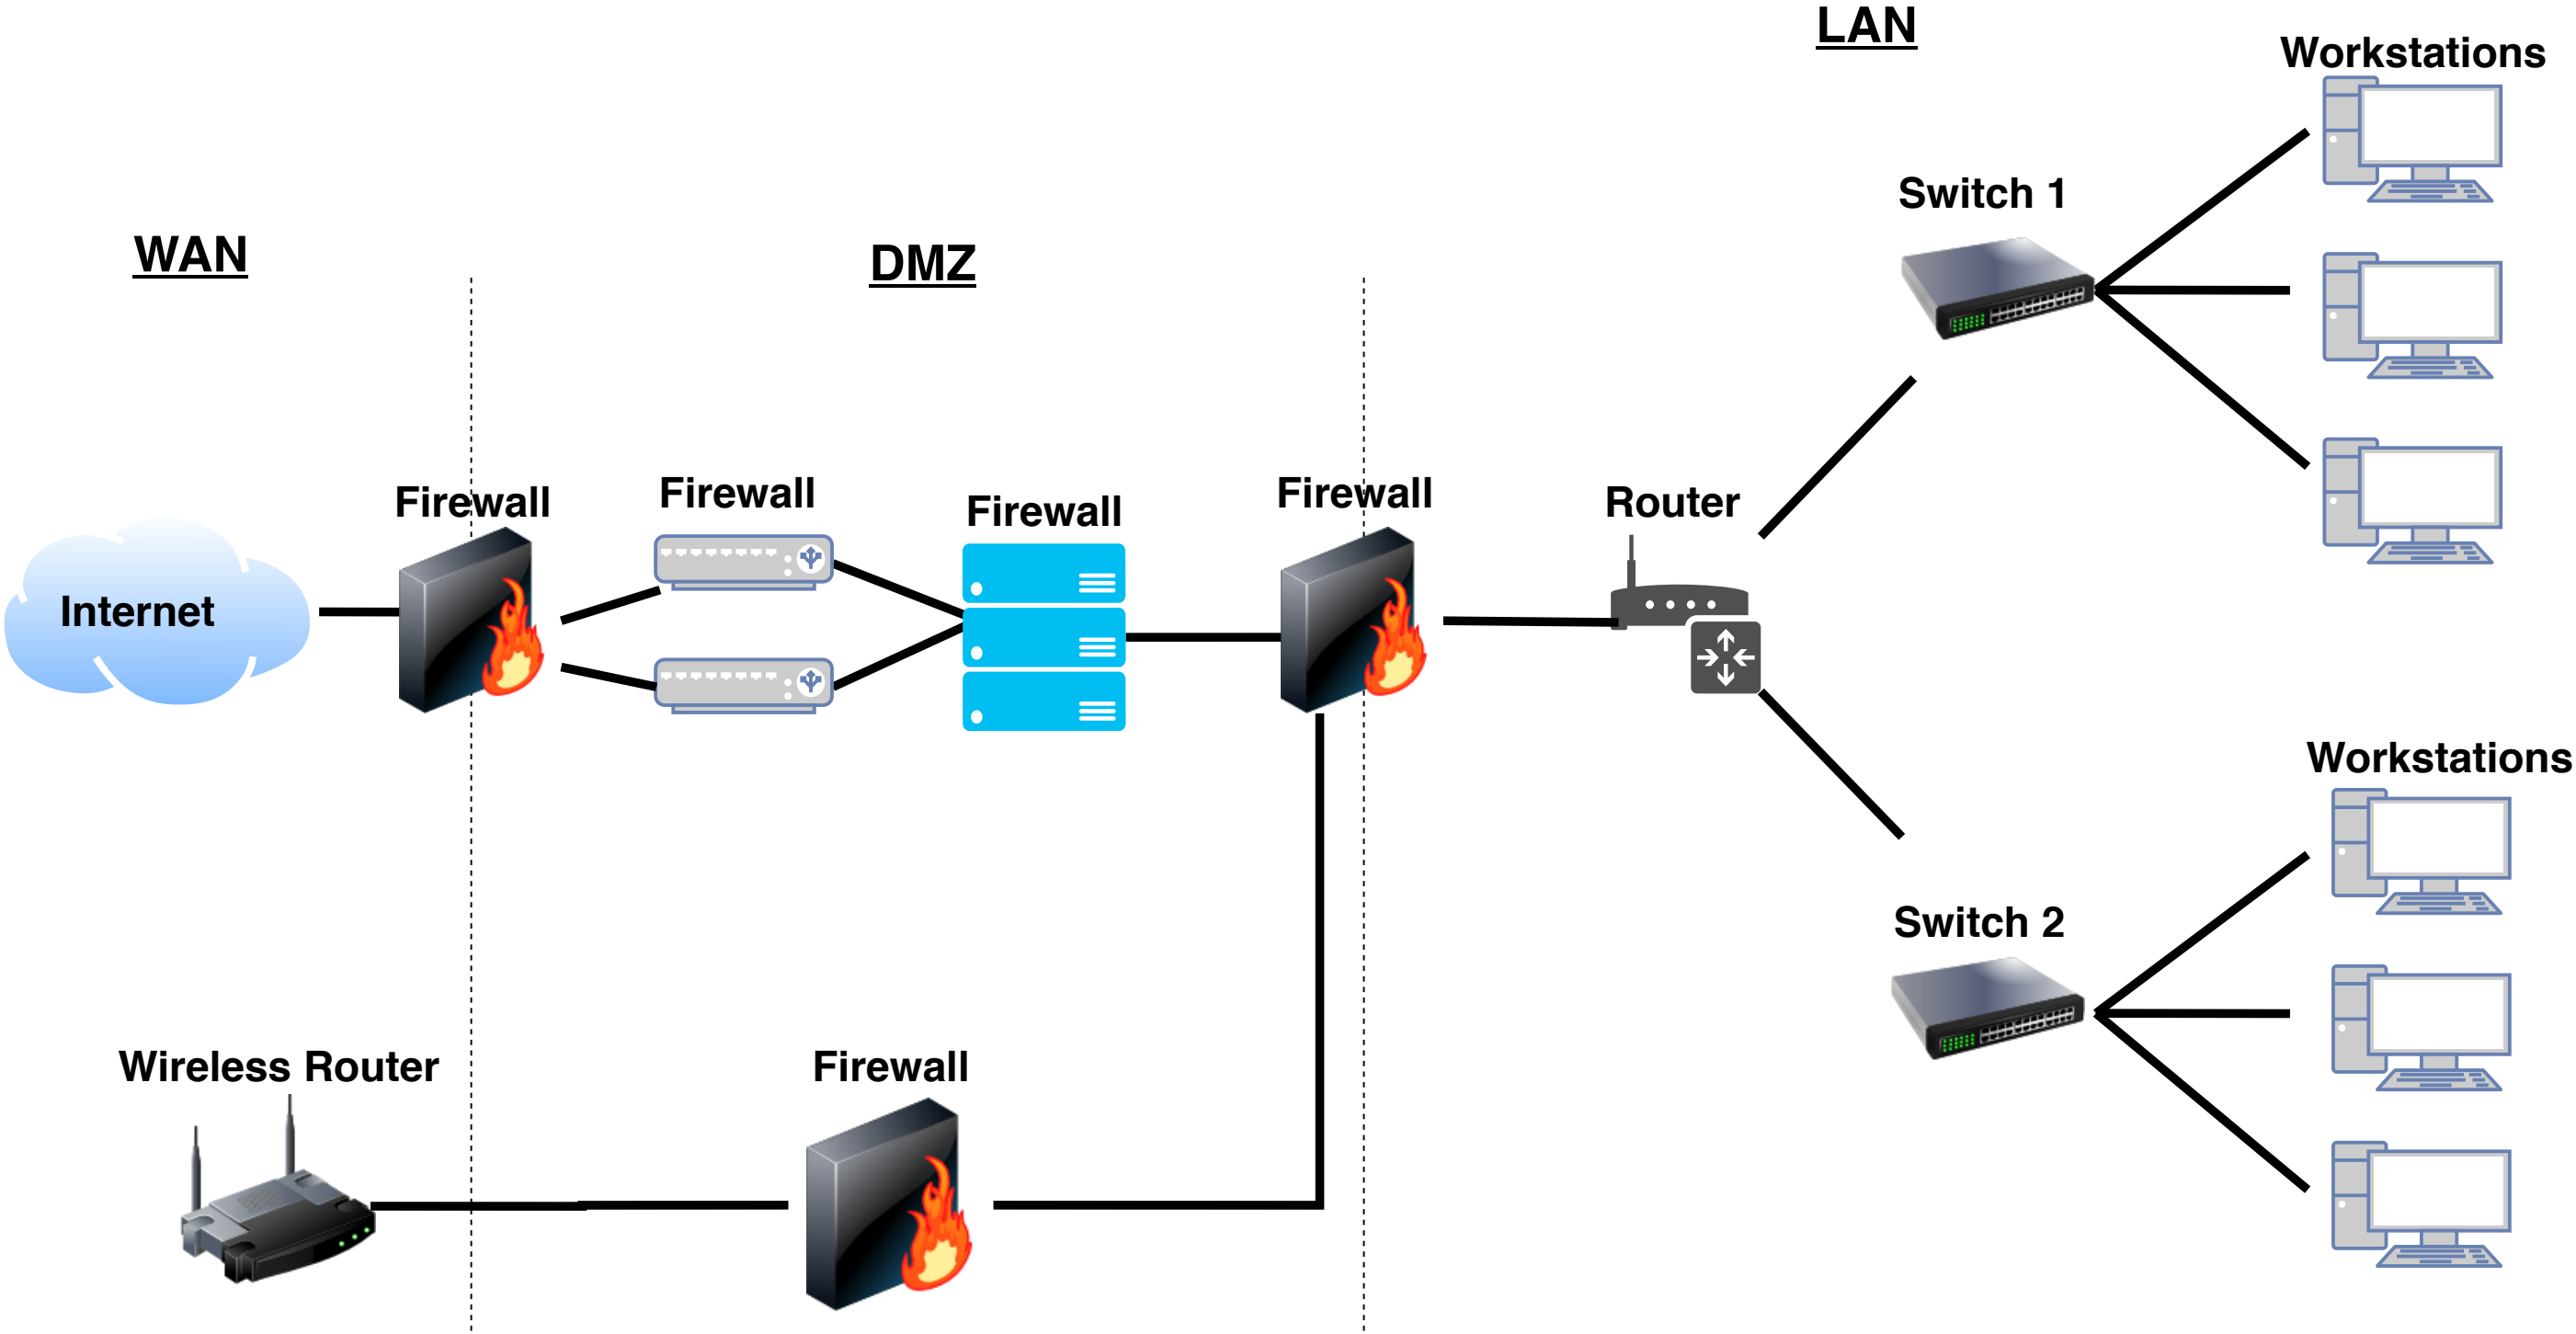 LAN
Workstations
Switch 1
WAN
DMZ
Firewall
Firewall
Firewall
Firewall
Router
Internet
Workstations
Switch 2
Wireless Router
Firewall